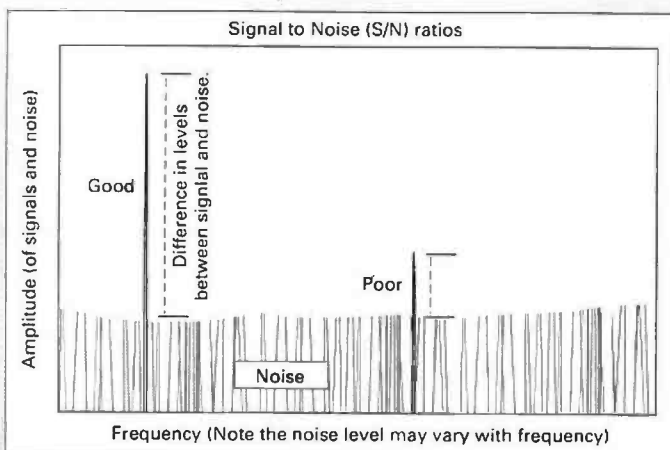 Signal to Noise (S/N) ratios
Amplitude (of signals and noise)
Good
Difference in levels
between signlal and noise.
Poor
Noise
Frequency (Note the noise level may vary with frequency)